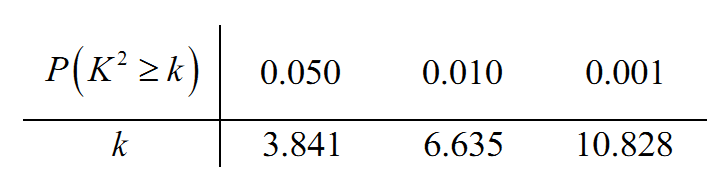 P(K² ≥ k) 0.050 0.010 0.001
k 3.841 6.635 10.828